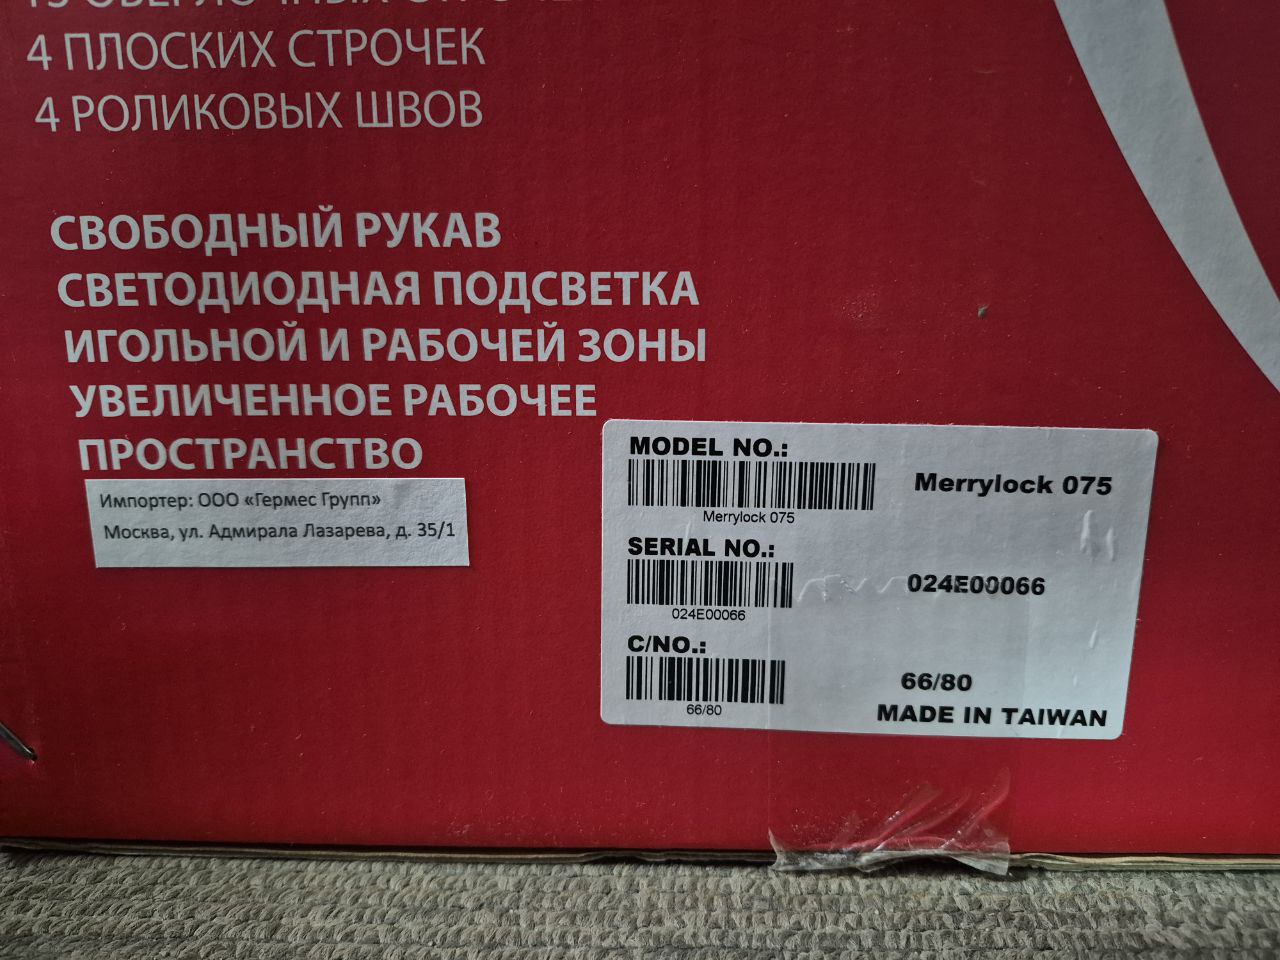 4 ПЛОСКИХ СТРОЧЕК
4 РОЛИКОВЫХ ШВОВ
СВОБОДНЫЙ РУКАВ
СВЕТОДИОДНАЯ ПОДСВЕТКА
ИГОЛЬНОЙ И РАБОЧЕЙ ЗОНЫ
УВЕЛИЧЕННОЕ РАБОЧЕЕ
ПРОСТРАНСТВО
Импортер: ООО «Гермес Групп»
Москва, ул. Адмирала Лазарева, д. 35/1
MODEL NO.:
Merrylock 075
Merrylock 075
SERIAL NO.:
024E00066
024E00066
C/NO.:
66/80
66/80
MADE IN TAIWAN